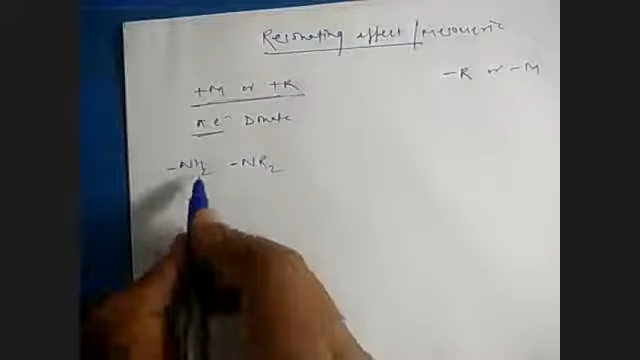 Resonating effect / Mesomeric
-R or -M
+M or +R
π e⁻ Donate
-NH₂ -NR₂